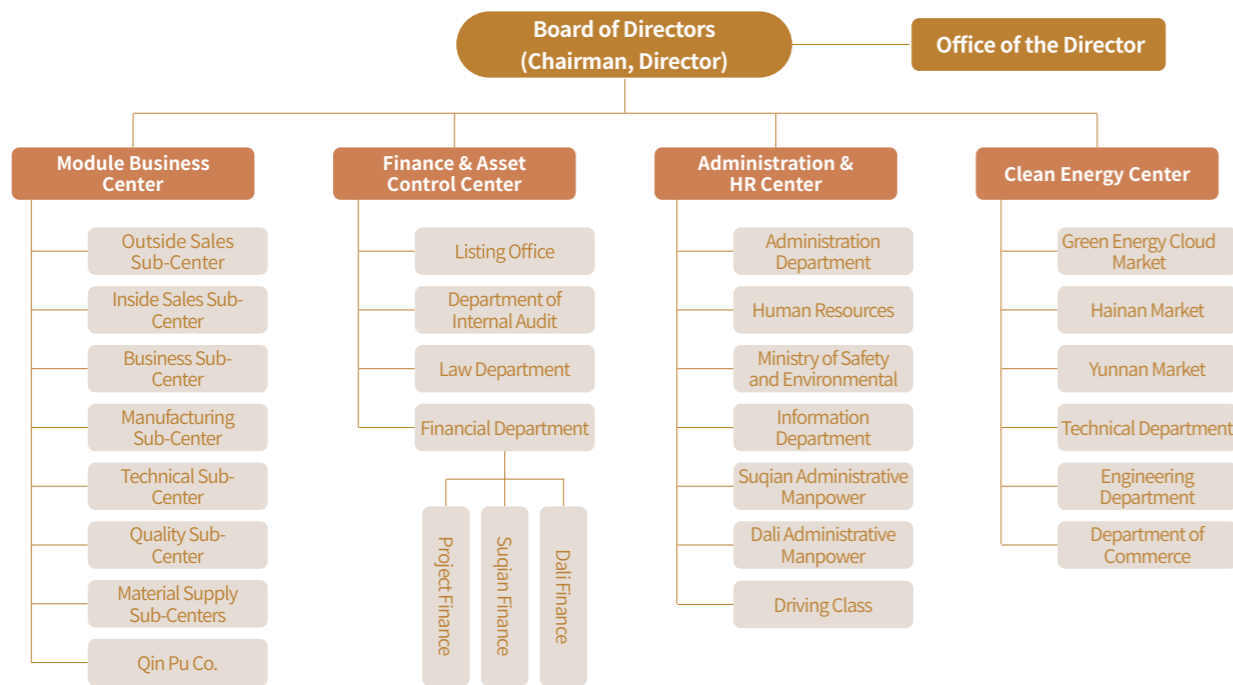 Board of Directors
(Chairman, Director)
Office of the Director
Module Business
Center
Outside Sales
Sub-Center
Inside Sales Sub-
Center
Business Sub-
Center
Manufacturing
Sub-Center
Technical Sub-
Center
Quality Sub-
Center
Material Supply
Sub-Centers
Qin Pu Co.
Finance & Asset
Control Center
Listing Office
Department of
Internal Audit
Law Department
Financial Department
Project Finance
Suqian Finance
Dali Finance
Administration &
HR Center
Administration
Department
Human Resources
Ministry of Safety
and Environmental
Information
Department
Suqian Administrative
Manpower
Dali Administrative
Manpower
Driving Class
Clean Energy Center
Green Energy Cloud
Market
Hainan Market
Yunnan Market
Technical Department
Engineering
Department
Department of
Commerce